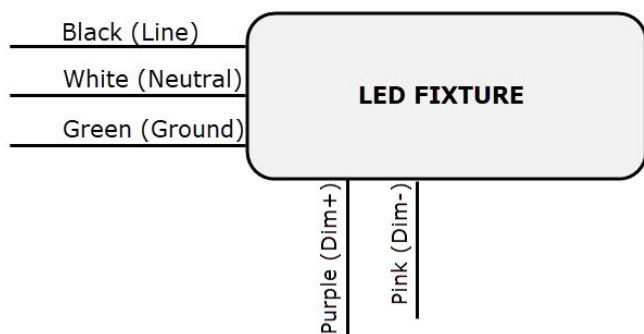 Black (Line)
White (Neutral)
Green (Ground)
LED FIXTURE
Purple (Dim+)
Pink (Dim-)